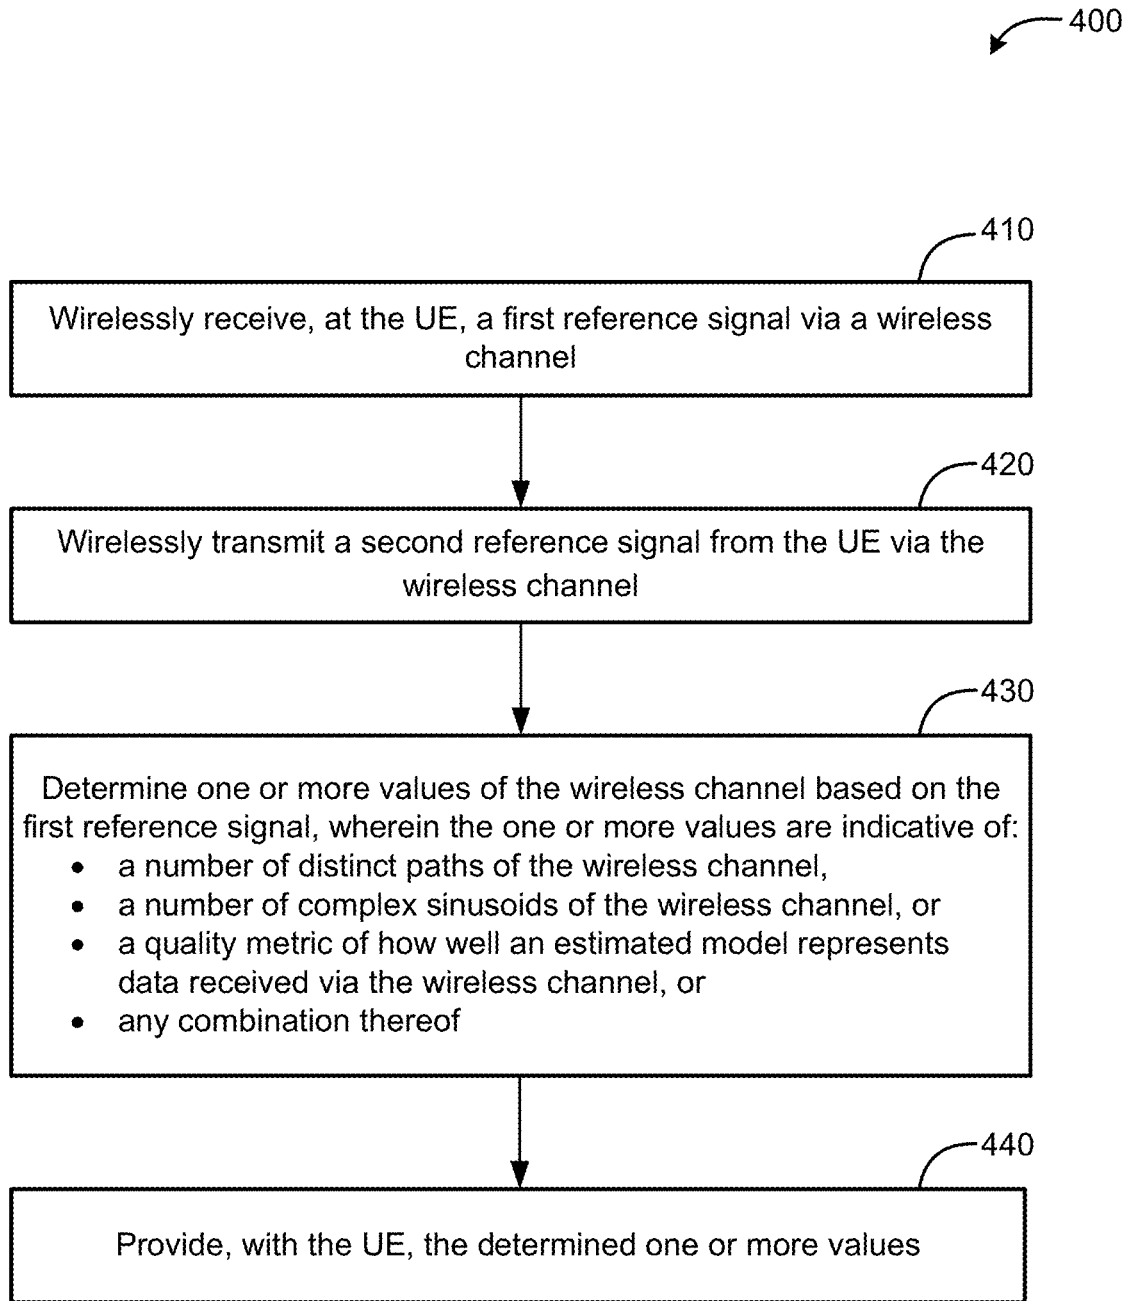 400
410
Wirelessly receive, at the UE, a first reference signal via a wireless
channel
420
Wirelessly transmit a second reference signal from the UE via the
wireless channel
430
Determine one or more values of the wireless channel based on the
first reference signal, wherein the one or more values are indicative of:
• a number of distinct paths of the wireless channel,
• a number of complex sinusoids of the wireless channel, or
• a quality metric of how well an estimated model represents
data received via the wireless channel, or
• any combination thereof
440
Provide, with the UE, the determined one or more values